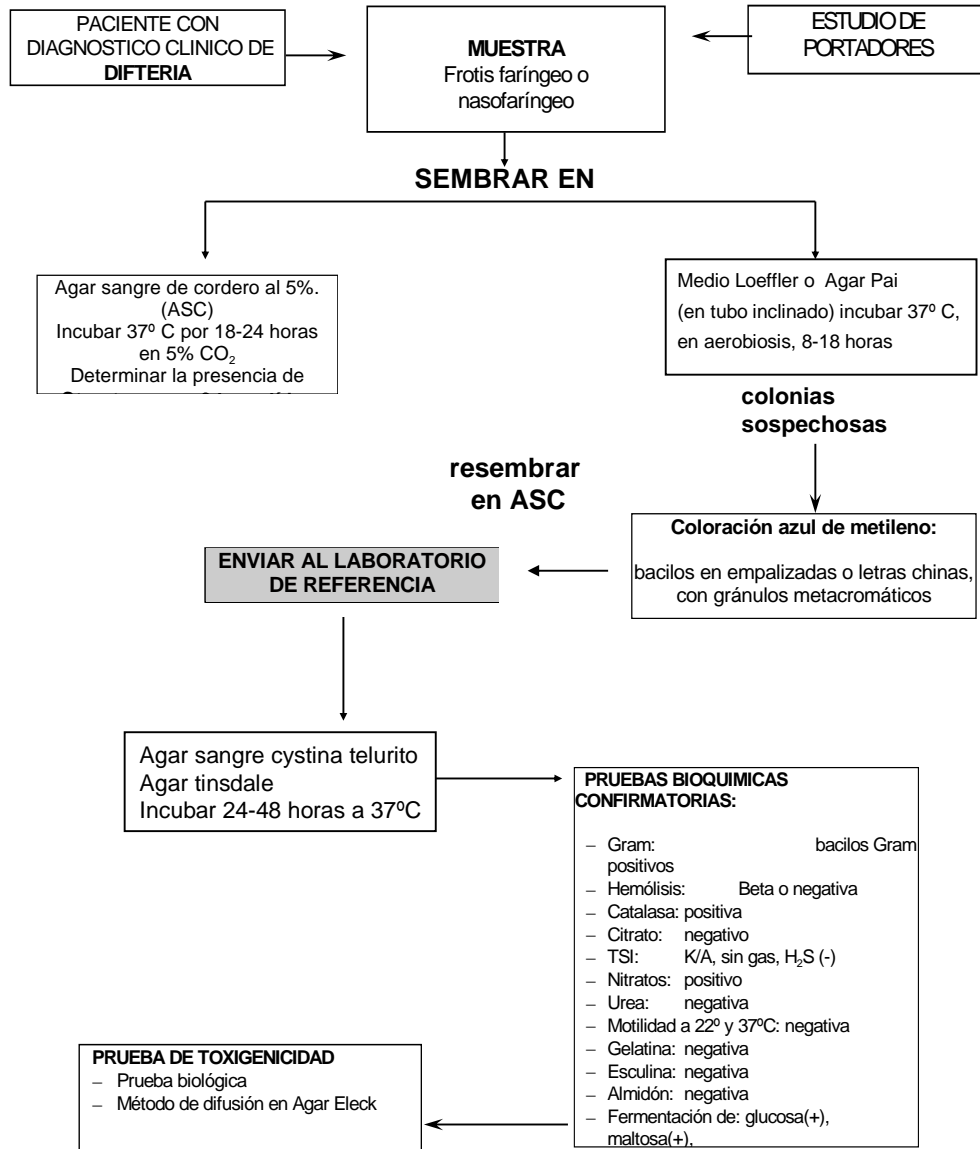 PACIENTE CON
DIAGNOSTICO CLINICO DE
DIFTERIA
MUESTRA
Frotis faríngeo o
nasofaríngeo
ESTUDIO DE
PORTADORES
SEMBRAR EN
Agar sangre de cordero al 5%.
(ASC)
Incubar 37º C por 18-24 horas
en 5% CO₂
Determinar la presencia de
Medio Loeffler o Agar Pai
(en tubo inclinado) incubar 37º C,
en aerobiosis, 8-18 horas
colonias
sospechosas
resembrar
en ASC
Coloración azul de metileno:
bacilos en empalizadas o letras chinas,
con gránulos metacromáticos
ENVIAR AL LABORATORIO
DE REFERENCIA
Agar sangre cystina telurito
Agar tinsdale
Incubar 24-48 horas a 37ºC
PRUEBAS BIOQUIMICAS
CONFIRMATORIAS:
– Gram: bacilos Gram
positivos
– Hemólisis: Beta o negativa
– Catalasa: positiva
– Citrato: negativo
– TSI: K/A, sin gas, H₂S (-)
– Nitratos: positivo
– Urea: negativa
– Motilidad a 22º y 37ºC: negativa
– Gelatina: negativa
– Esculina: negativa
– Almidón: negativa
– Fermentación de: glucosa(+),
maltosa(+),
PRUEBA DE TOXIGENICIDAD
– Prueba biológica
– Método de difusión en Agar Eleck